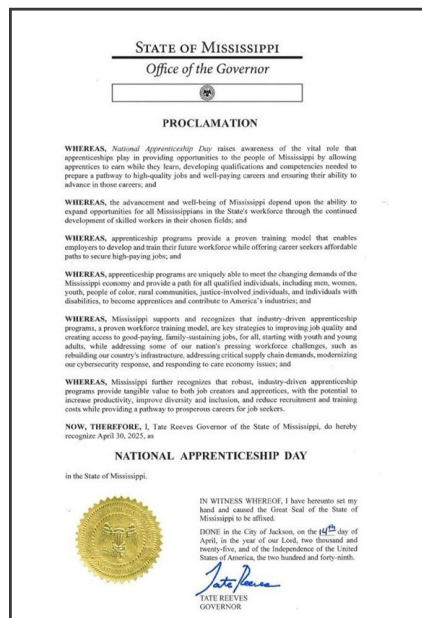 STATE OF MISSISSIPPI
Office of the Governor
PROCLAMATION
WHEREAS, National Apprenticeship Day raises awareness of the vital role that
apprenticeships play in providing opportunities to the people of Mississippi by allowing
apprentices to earn while they learn, developing qualifications and competencies needed to
prepare a pathway to high-quality jobs and well-paying careers and ensuring their ability to
advance in those careers; and
WHEREAS, the advancement and well-being of Mississippi depend upon the ability to
expand opportunities for all Mississippians in the State's workforce through the continued
development of skilled workers in their chosen fields; and
WHEREAS, apprenticeship programs provide a proven training model that enables
employers to develop and train their future workforce while offering career seekers affordable
paths to secure high-paying jobs; and
WHEREAS, apprenticeship programs are uniquely able to meet the changing demands of the
Mississippi economy and provide a path for all qualified individuals, including men, women,
youth, people of color, rural communities, justice-involved individuals, and individuals with
disabilities, to become apprentices and contribute to America's industries; and
WHEREAS, Mississippi supports and recognizes that industry-driven apprenticeship
programs, a proven workforce training model, are key strategies to improving job quality and
creating access to good-paying, family-sustaining jobs, for all, starting with youth and young
adults, while addressing some of our nation's pressing workforce challenges, such as
rebuilding our country's infrastructure, addressing critical supply chain demands, modernizing
our cybersecurity response, and responding to care economy issues; and
WHEREAS, Mississippi further recognizes that robust, industry-driven apprenticeship
programs provide tangible value to both job creators and apprentices, with the potential to
increase productivity, improve diversity and inclusion, and reduce recruitment and training
costs while providing a pathway to prosperous careers for job seekers.
NOW, THEREFORE, I, Tate Reeves Governor of the State of Mississippi, do hereby
recognize April 30, 2025, as
NATIONAL APPRENTICESHIP DAY
in the State of Mississippi.
IN WITNESS WHEREOF, I have hereunto set my
hand and caused the Great Seal of the State of
Mississippi to be affixed.
DONE in the City of Jackson, on the 14th day of
April, in the year of our Lord, two thousand and
twenty-five, and of the Independence of the United
States of America, the two hundred and forty-ninth.
Tate Reeves
TATE REEVES
GOVERNOR